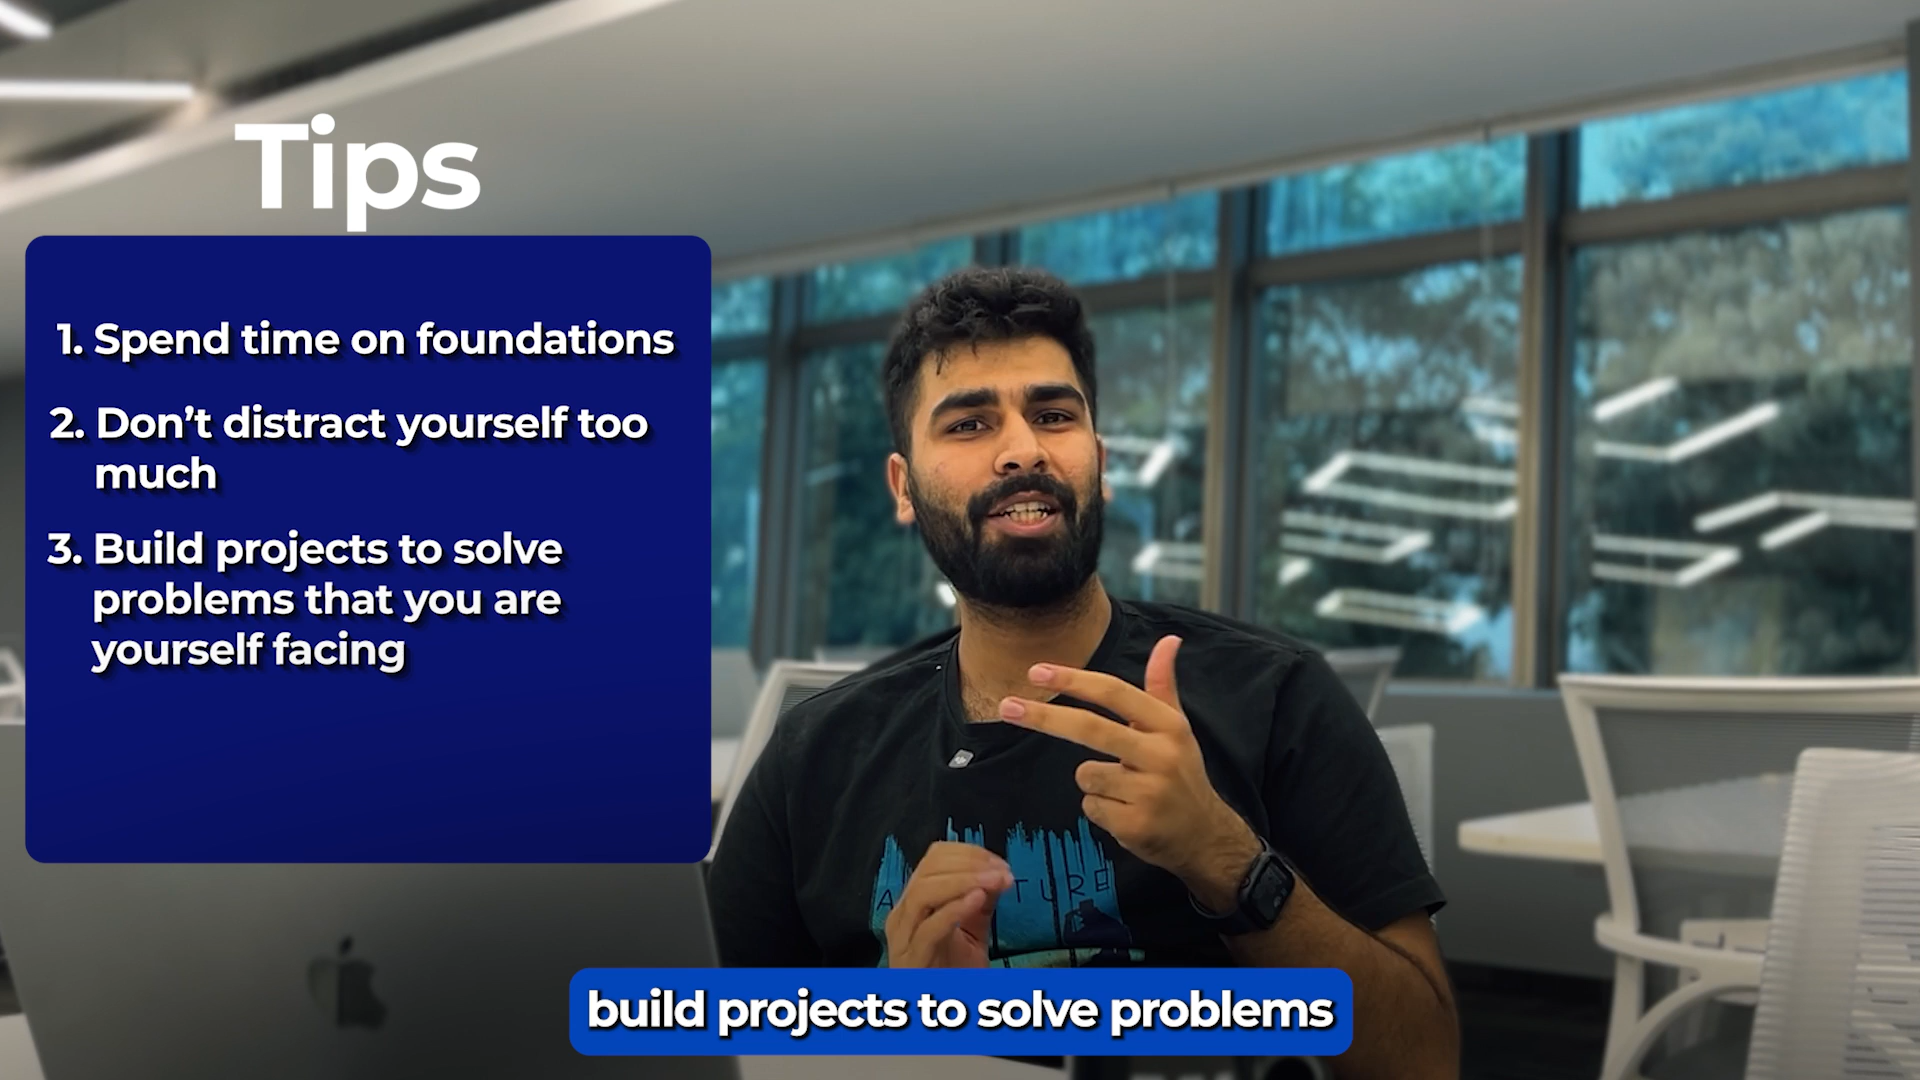 Tips
1. Spend time on foundations
2. Don’t distract yourself too
much
3. Build projects to solve
problems that you are
yourself facing
build projects to solve problems